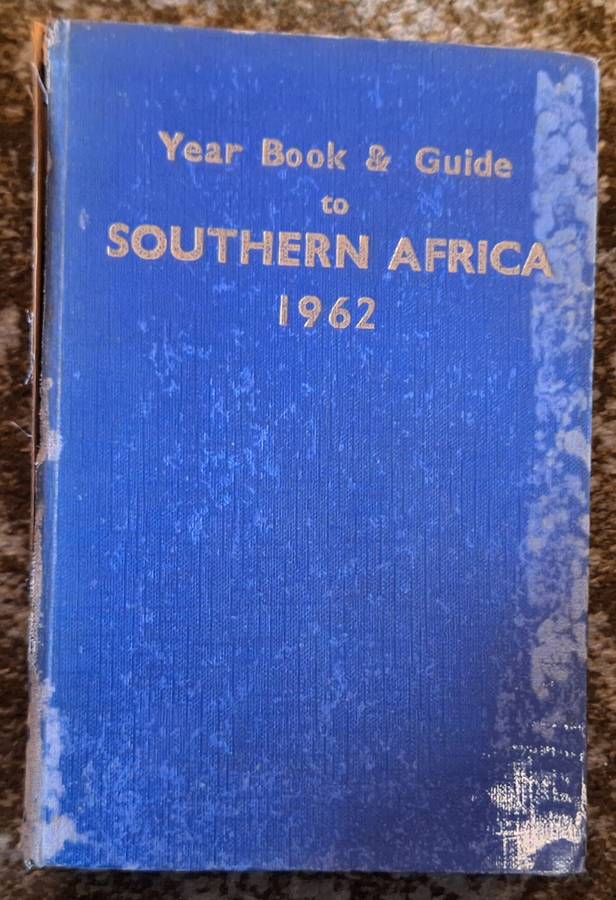 Year Book & Guide
to
SOUTHERN AFRICA
1962